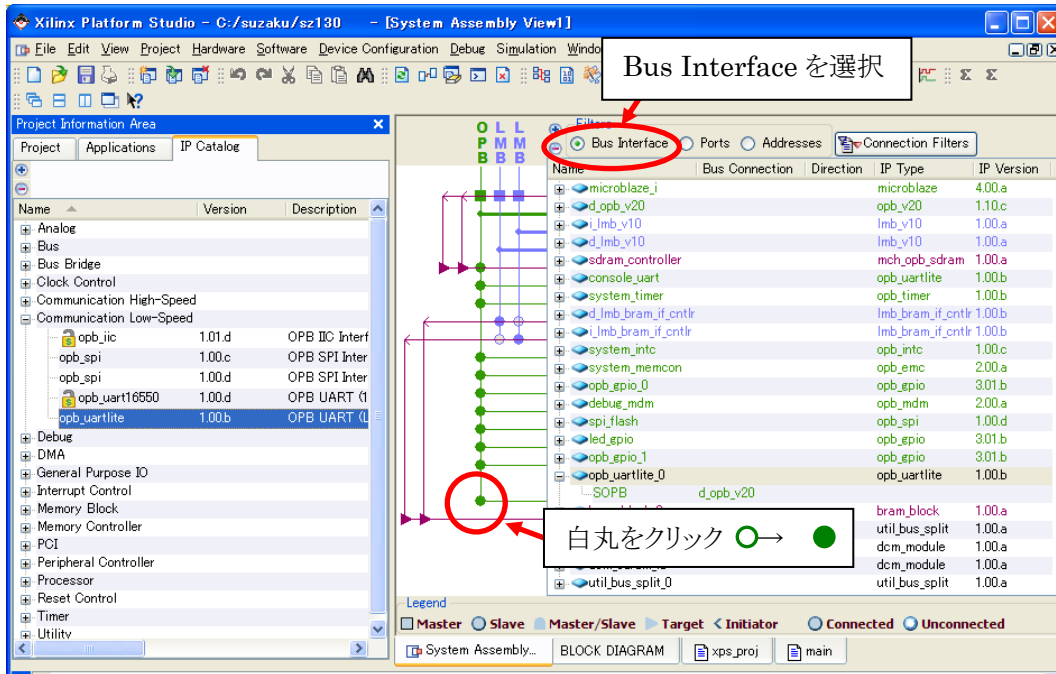 Xilinx Platform Studio - C:/suzaku/sz130 - [System Assembly View1]
File Edit View Project Hardware Software Device Configuration Debug Simulation Windo
Bus Interface を選択
Project Information Area
Project Applications IP Catalog
Name Version Description
Analog
Bus
Bus Bridge
Clock Control
Communication High-Speed
Communication Low-Speed
opb_iic 1.01.d OPB IIC Interf
opb_spi 1.00.c OPB SPI Inter
opb_spi 1.00.d OPB SPI Inter
opb_uart16550 1.00.d OPB UART (1
opb_uartlite 1.00.b OPB UART (L
Debug
DMA
General Purpose IO
Interrupt Control
Memory Block
Memory Controller
PCI
Peripheral Controller
Processor
Reset Control
Timer
Utility
OPB LMB LMB
Filters
Bus Interface Ports Addresses Connection Filters
Name Bus Connection Direction IP Type IP Version
microblaze_i microblaze 4.00.a
d_opb_v20 opb_v20 1.10.c
i_lmb_v10 lmb_v10 1.00.a
d_lmb_v10 lmb_v10 1.00.a
sdram_controller mch_opb_sdram 1.00.a
console_uart opb_uartlite 1.00.b
system_timer opb_timer 1.00.b
d_lmb_bram_if_cntlr lmb_bram_if_cntlr 1.00.b
i_lmb_bram_if_cntlr lmb_bram_if_cntlr 1.00.b
system_intc opb_intc 1.00.c
system_memcon opb_emc 2.00.a
opb_gpio_0 opb_gpio 3.01.b
debug_mdm opb_mdm 2.00.a
spi_flash opb_spi 1.00.d
led_gpio opb_gpio 3.01.b
opb_gpio_1 opb_gpio 3.01.b
opb_uartlite_0 opb_uartlite 1.00.b
SOPB d_opb_v20
bram_block 1.00.a
util_bus_split 1.00.a
dcm_module 1.00.a
dcm_module 1.00.a
util_bus_split_0 util_bus_split 1.00.a
白丸をクリック ○→ ●
Legend
Master Slave Master/Slave Target Initiator Connected Unconnected
System Assembly... BLOCK DIAGRAM xps_proj main